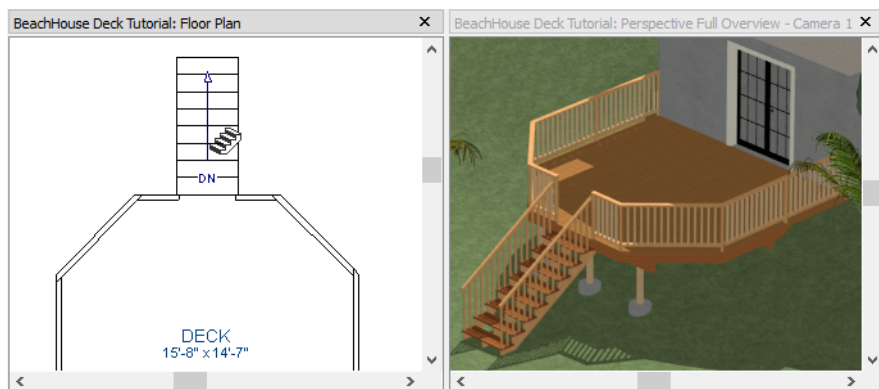 BeachHouse Deck Tutorial: Floor Plan
BeachHouse Deck Tutorial: Perspective Full Overview - Camera 1
DN
DECK
15'-8" x 14'-7"